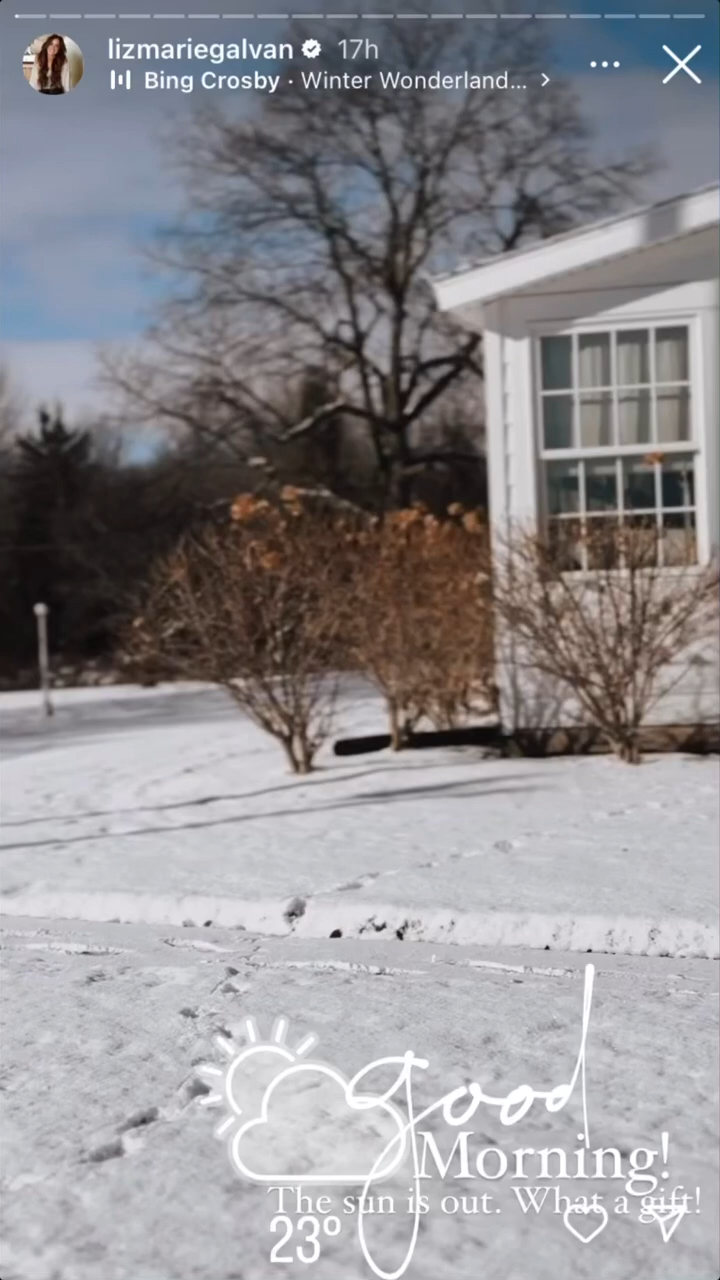 lizmariegalvan 17h
Bing Crosby · Winter Wonderland...
good
Morning!
The sun is out. What a gift!
23°